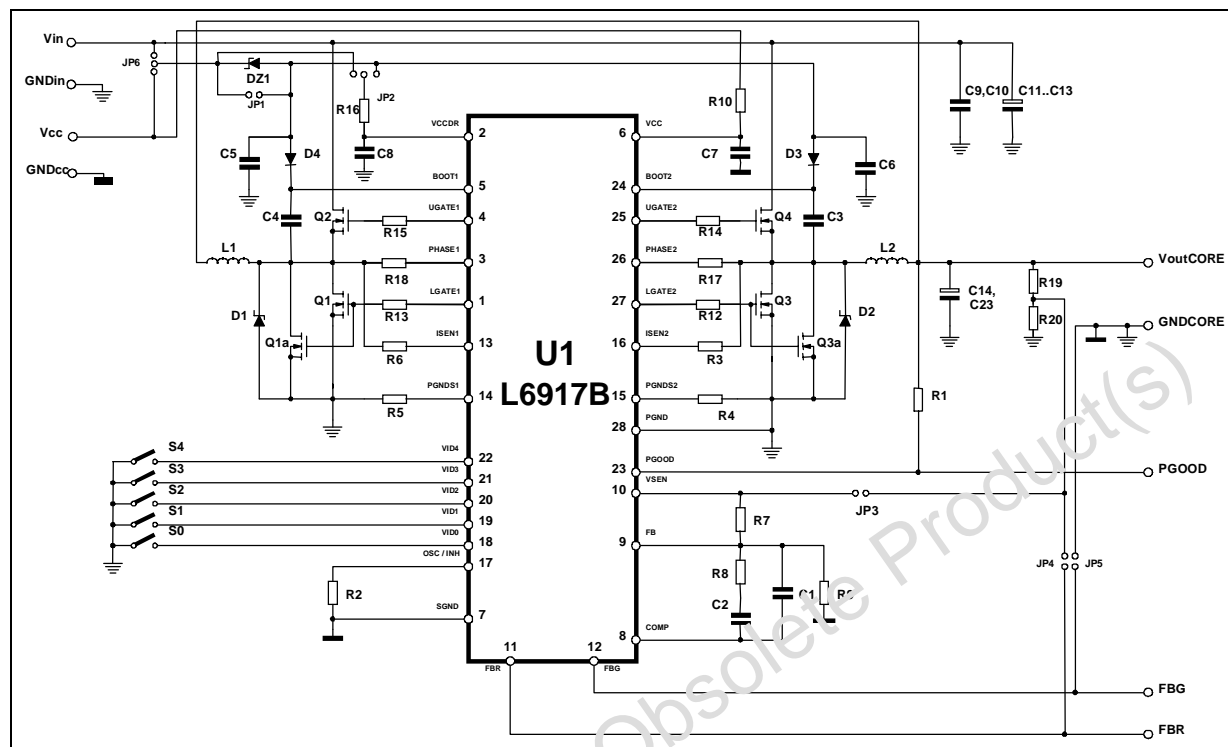 Vin
GNDin
Vcc
GNDcc
JP6
DZ1
JP1
JP2
R16
R10
C9,C10
C11..C13
VCCDR
2
6
VCC
C5
D4
C8
C7
D3
C6
BOOT1
5
24
BOOT2
C4
Q2
UGATE1
4
25
UGATE2
Q4
C3
R15
R14
L1
PHASE1
3
26
PHASE2
L2
VoutCORE
R18
R17
Q1
LGATE1
1
27
LGATE2
Q3
C14,
C23
R19
R13
R12
D1
D2
R20
GNDCORE
Q1a
ISEN1
13
16
ISEN2
Q3a
R6
R3
U1
L6917B
PGNDS1
14
15
PGNDS2
R5
R4
R1
28
PGND
S4
VID4
22
23
PGOOD
PGOOD
S3
VID3
21
10
VSEN
S2
VID2
20
JP3
S1
VID1
19
R7
S0
VID0
18
9
FB
OSC / INH
17
JP4
JP5
R8
C1
R2
C2
SGND
7
8
COMP
11
12
FBR
FBG
FBG
FBR
Obsolete Product(s)